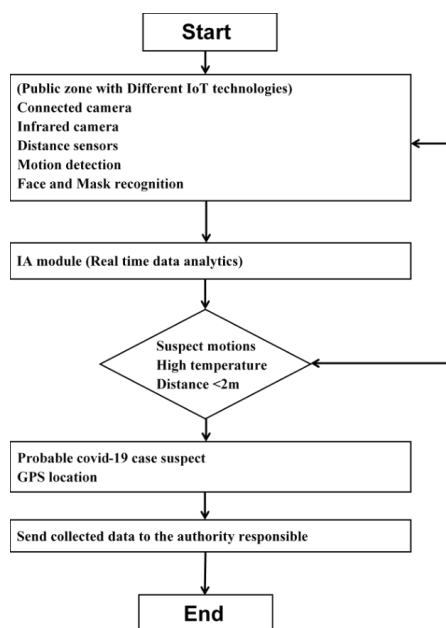 Start
(Public zone with Different IoT technologies)
Connected camera
Infrared camera
Distance sensors
Motion detection
Face and Mask recognition
IA module (Real time data analytics)
Suspect motions
High temperature
Distance <2m
Probable covid-19 case suspect
GPS location
Send collected data to the authority responsible
End